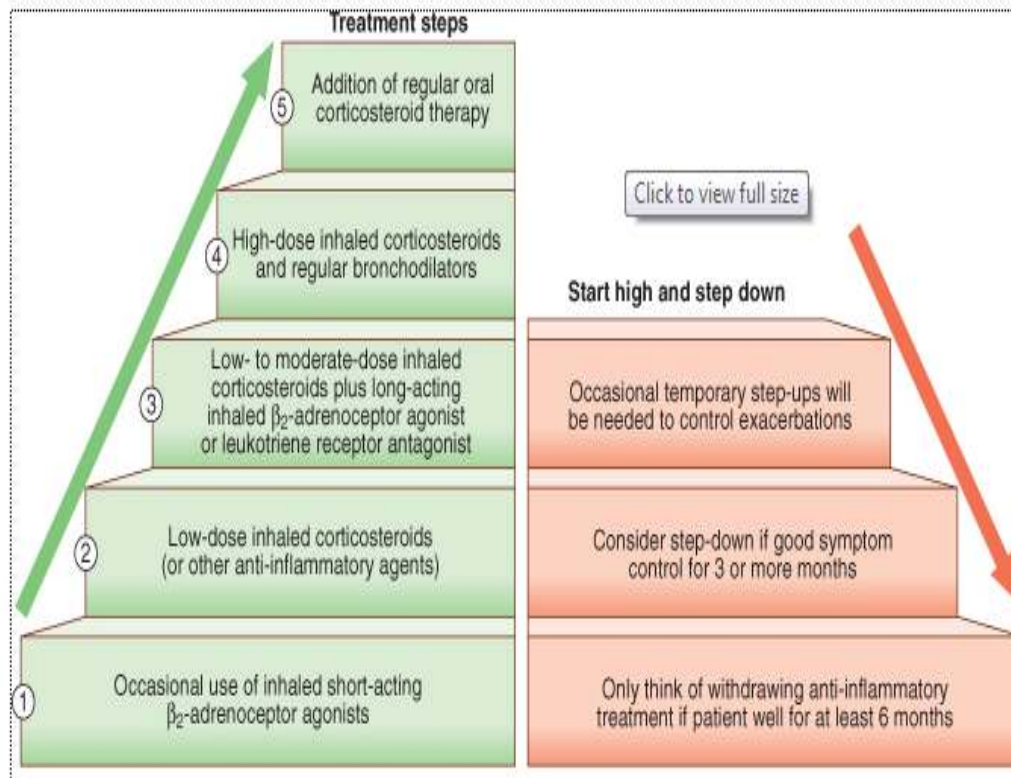 Treatment steps
Addition of regular oral
corticosteroid therapy
5
High-dose inhaled corticosteroids
and regular bronchodilators
4
Low- to moderate-dose inhaled
corticosteroids plus long-acting
inhaled β₂-adrenoceptor agonist
or leukotriene receptor antagonist
3
Low-dose inhaled corticosteroids
(or other anti-inflammatory agents)
2
Occasional use of inhaled short-acting
β₂-adrenoceptor agonists
1
Click to view full size
Start high and step down
Occasional temporary step-ups will
be needed to control exacerbations
Consider step-down if good symptom
control for 3 or more months
Only think of withdrawing anti-inflammatory
treatment if patient well for at least 6 months